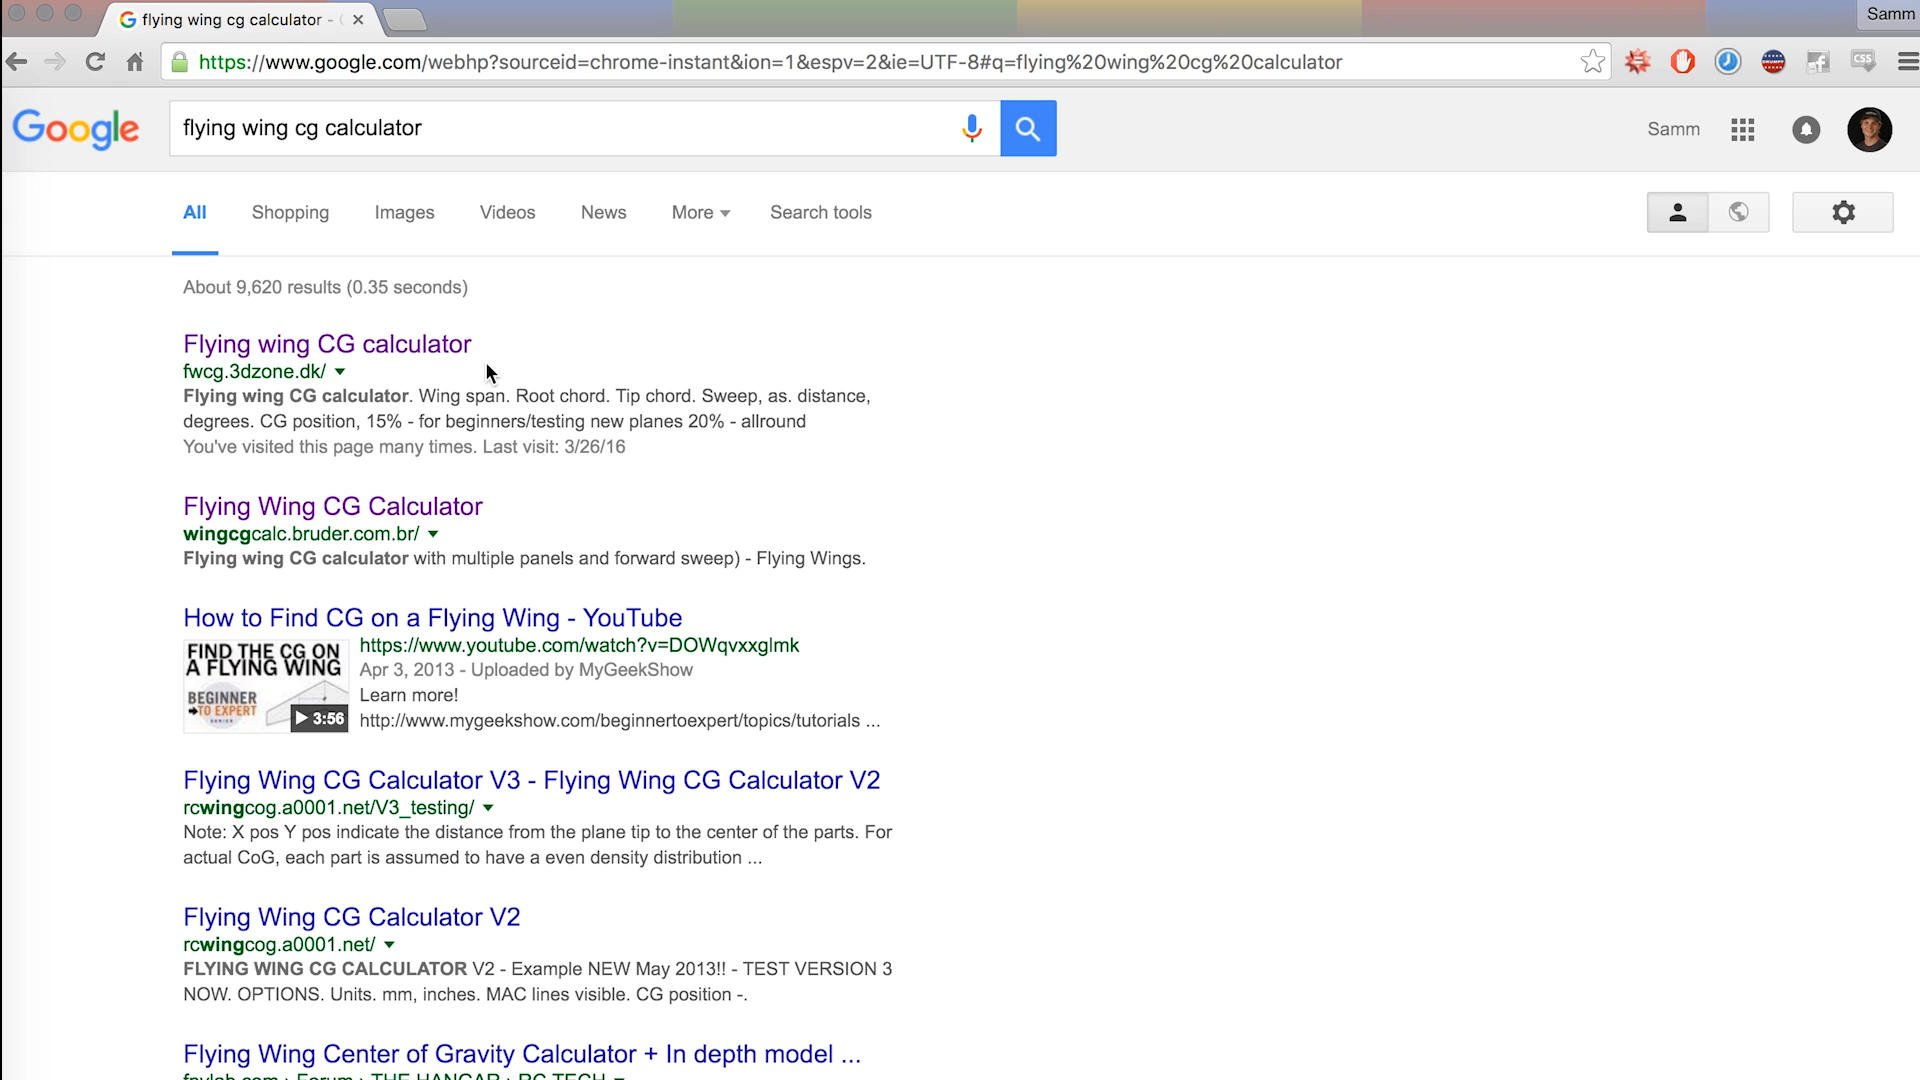 flying wing cg calculator -
Samm
https://www.google.com/webhp?sourceid=chrome-instant&ion=1&espv=2&ie=UTF-8#q=flying%20wing%20cg%20calculator
CSS
Google
flying wing cg calculator
Samm
All Shopping Images Videos News More Search tools
About 9,620 results (0.35 seconds)
Flying wing CG calculator
fwcg.3dzone.dk/
Flying wing CG calculator. Wing span. Root chord. Tip chord. Sweep, as. distance,
degrees. CG position, 15% - for beginners/testing new planes 20% - allround
You've visited this page many times. Last visit: 3/26/16
Flying Wing CG Calculator
wingcgcalc.bruder.com.br/
Flying wing CG calculator with multiple panels and forward sweep) - Flying Wings.
How to Find CG on a Flying Wing - YouTube
FIND THE CG ON
A FLYING WING
BEGINNER
TO EXPERT
SERIES
3:56
https://www.youtube.com/watch?v=DOWqvxxglmk
Apr 3, 2013 - Uploaded by MyGeekShow
Learn more!
http://www.mygeekshow.com/beginnertoexpert/topics/tutorials ...
Flying Wing CG Calculator V3 - Flying Wing CG Calculator V2
rcwingcog.a0001.net/V3_testing/
Note: X pos Y pos indicate the distance from the plane tip to the center of the parts. For
actual CoG, each part is assumed to have a even density distribution ...
Flying Wing CG Calculator V2
rcwingcog.a0001.net/
FLYING WING CG CALCULATOR V2 - Example NEW May 2013!! - TEST VERSION 3
NOW. OPTIONS. Units. mm, inches. MAC lines visible. CG position -.
Flying Wing Center of Gravity Calculator + In depth model ...
fpvlab.com › Forum › THE HANGAR › RC TECH